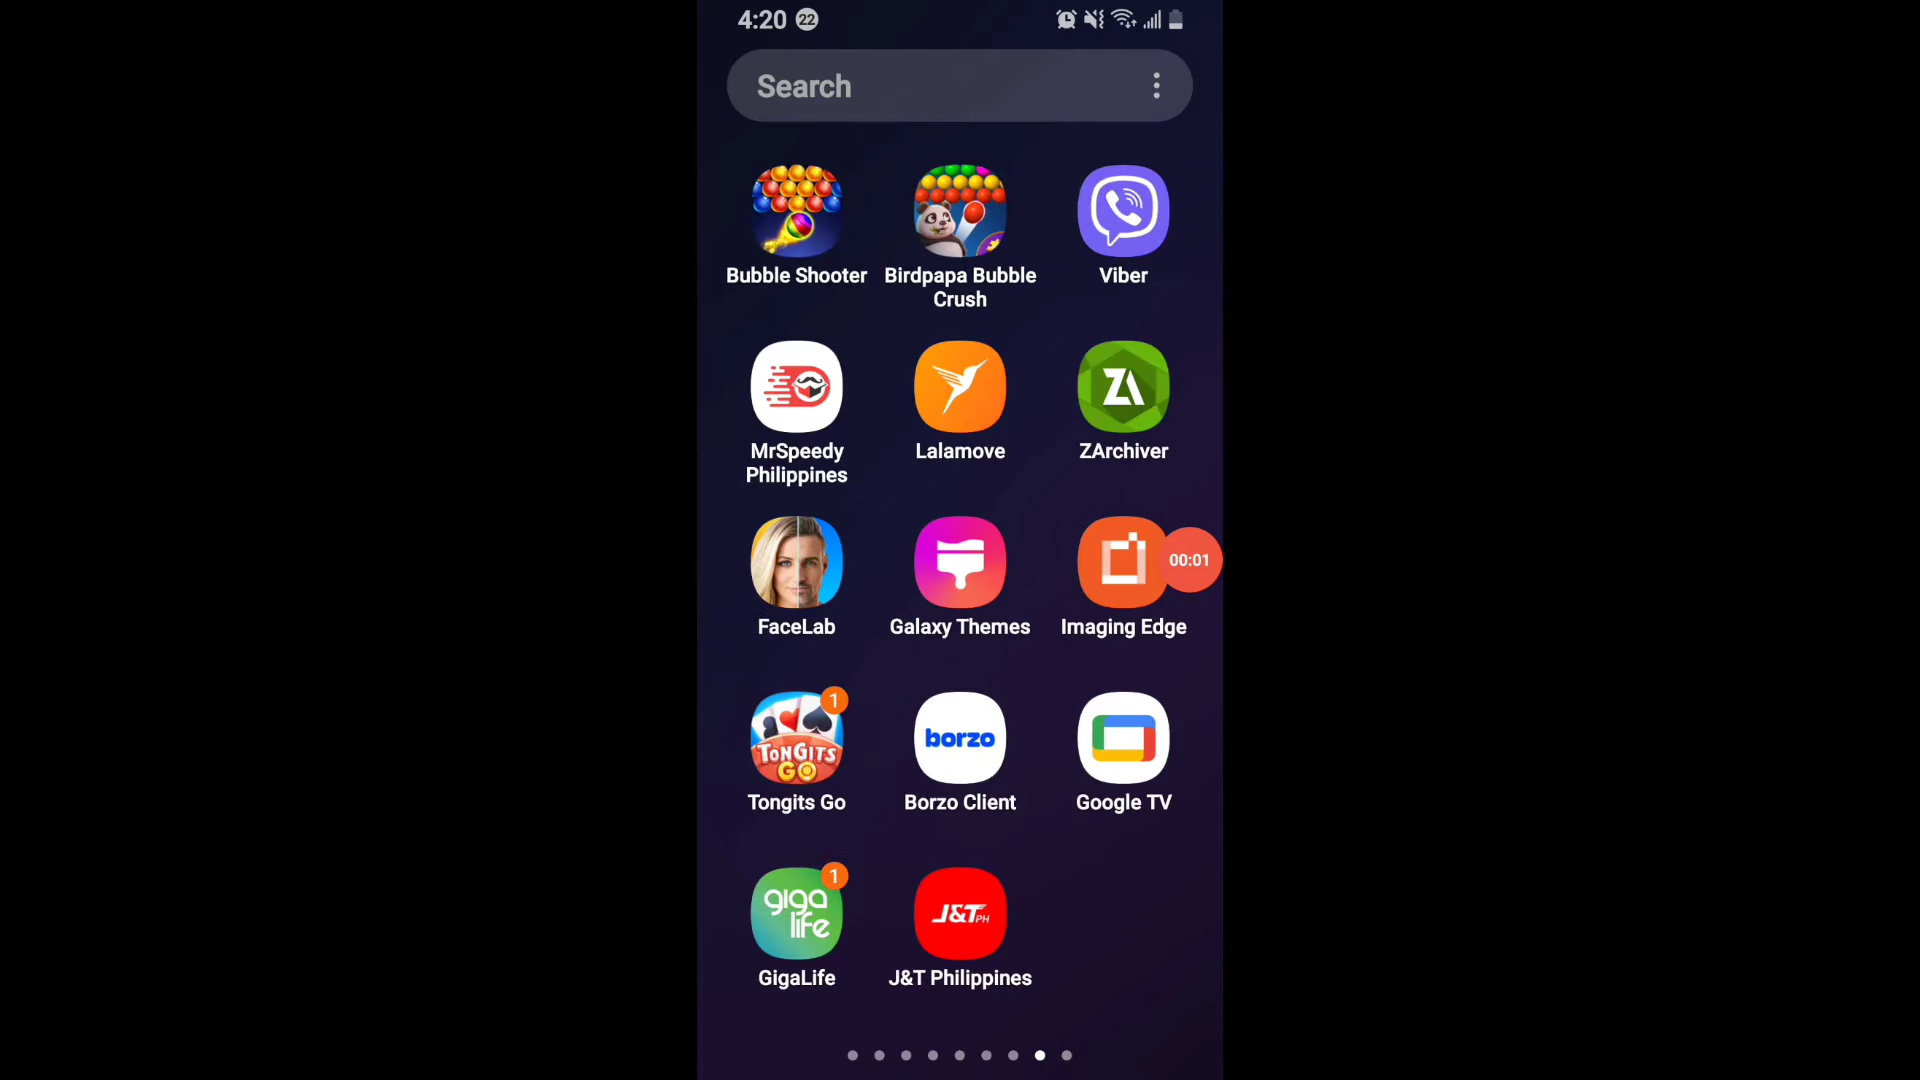 4:20 22
Search
Bubble Shooter
Birdpapa Bubble
Crush
Viber
MrSpeedy
Philippines
Lalamove
ZA
ZArchiver
FaceLab
Galaxy Themes
Imaging Edge
00:01
1
TONGITS
GO
Tongits Go
borzo
Borzo Client
Google TV
1
giga
life
GigaLife
J&T PH
J&T Philippines